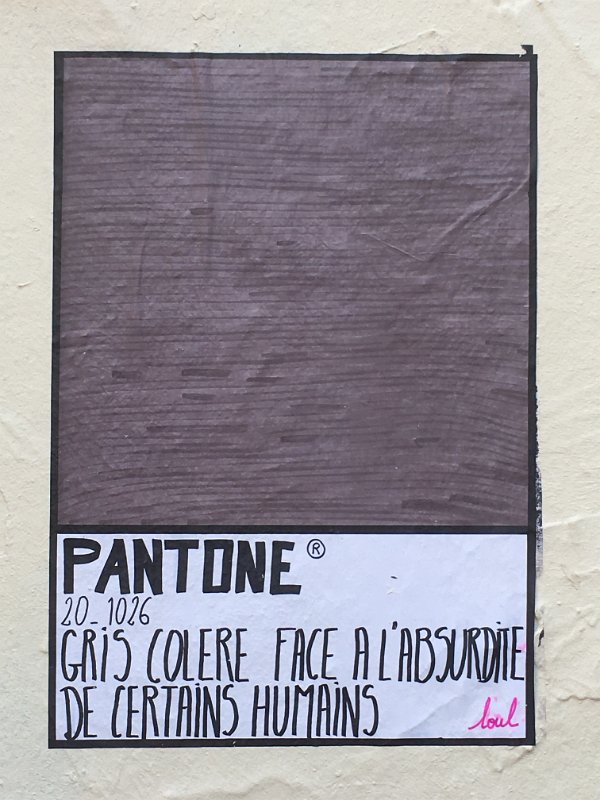 PANTONE ®
20_1026
GRIS COLERE FACE A L'ABSURDITE
DE CERTAINS HUMAINS
loul